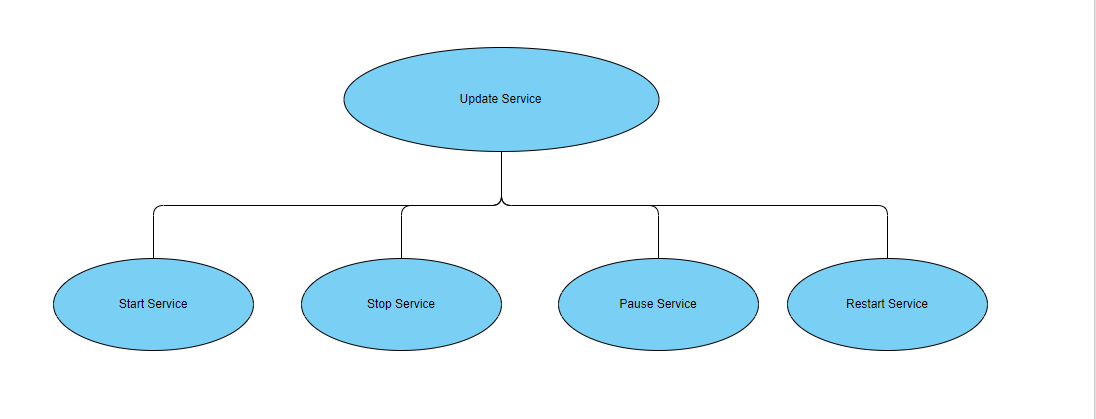 Update Service
Start Service
Stop Service
Pause Service
Restart Service